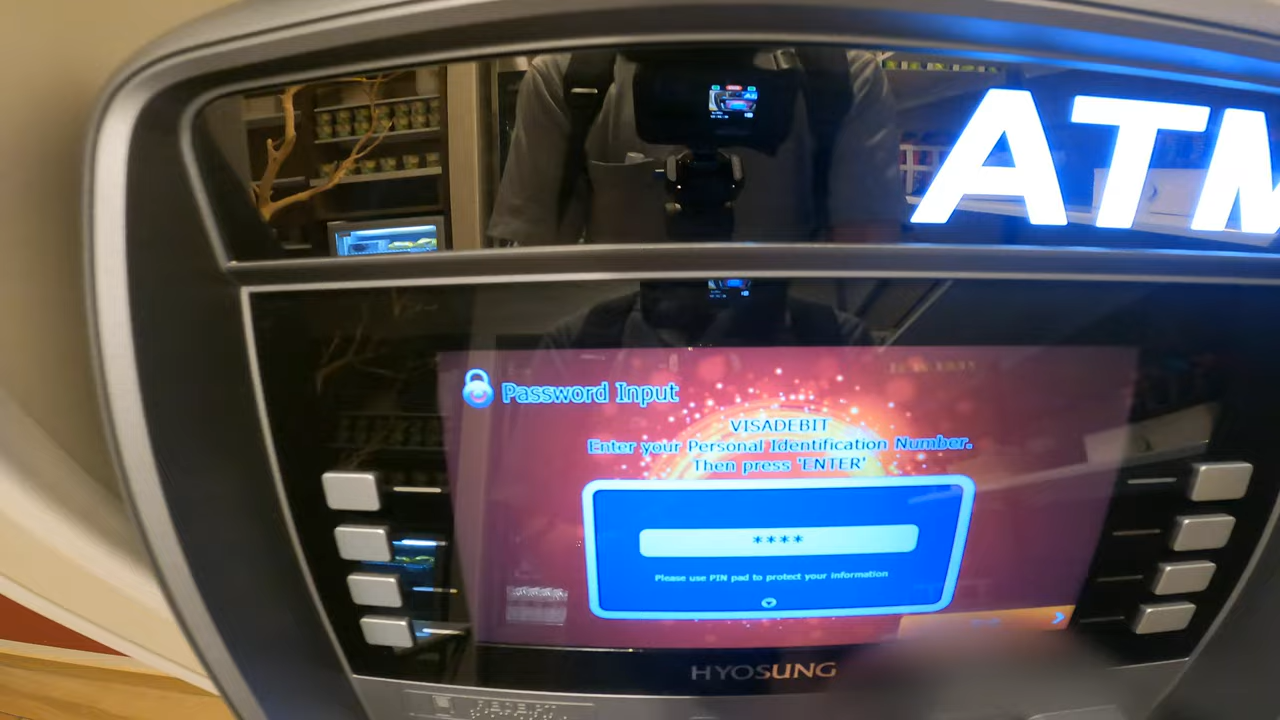 ATM
Password Input
VISADEBIT
Enter your Personal Identification Number.
Then press 'ENTER'
****
Please use PIN pad to protect your information
HYOSUNG